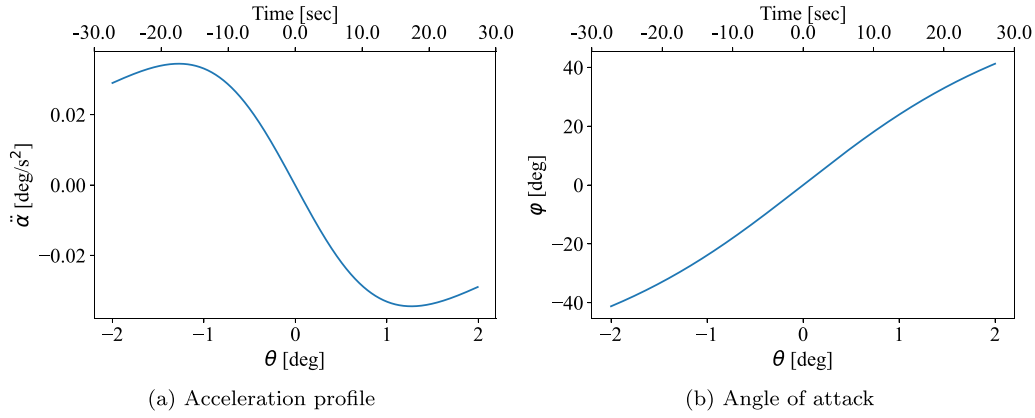 Time [sec]
-30.0 -20.0 -10.0 0.0 10.0 20.0 30.0
0.02
0.00
−0.02
α̈ [deg/s²]
−2 −1 0 1 2
θ [deg]
(a) Acceleration profile
Time [sec]
-30.0 -20.0 -10.0 0.0 10.0 20.0 30.0
40
20
0
−20
−40
φ [deg]
−2 −1 0 1 2
θ [deg]
(b) Angle of attack